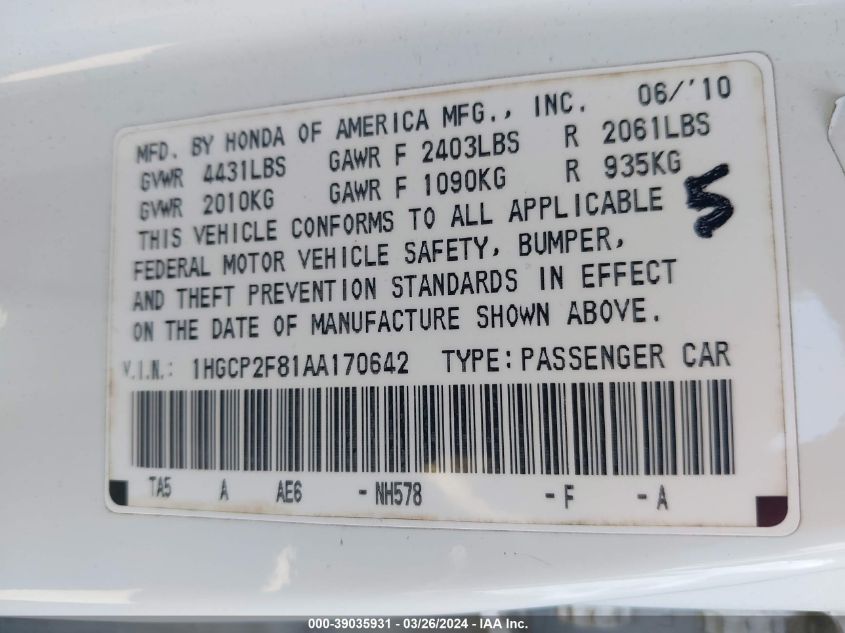 MFD. BY HONDA OF AMERICA MFG., INC. 06/'10
GVWR 4431LBS GAWR F 2403LBS R 2061LBS
GVWR 2010KG GAWR F 1090KG R 935KG
5
THIS VEHICLE CONFORMS TO ALL APPLICABLE
FEDERAL MOTOR VEHICLE SAFETY, BUMPER,
AND THEFT PREVENTION STANDARDS IN EFFECT
ON THE DATE OF MANUFACTURE SHOWN ABOVE.
V.I.N.: 1HGCP2F81AA170642 TYPE:PASSENGER CAR
TA5 A AE6 -NH578 -F -A
000-39035931 - 03/26/2024 - IAA Inc.